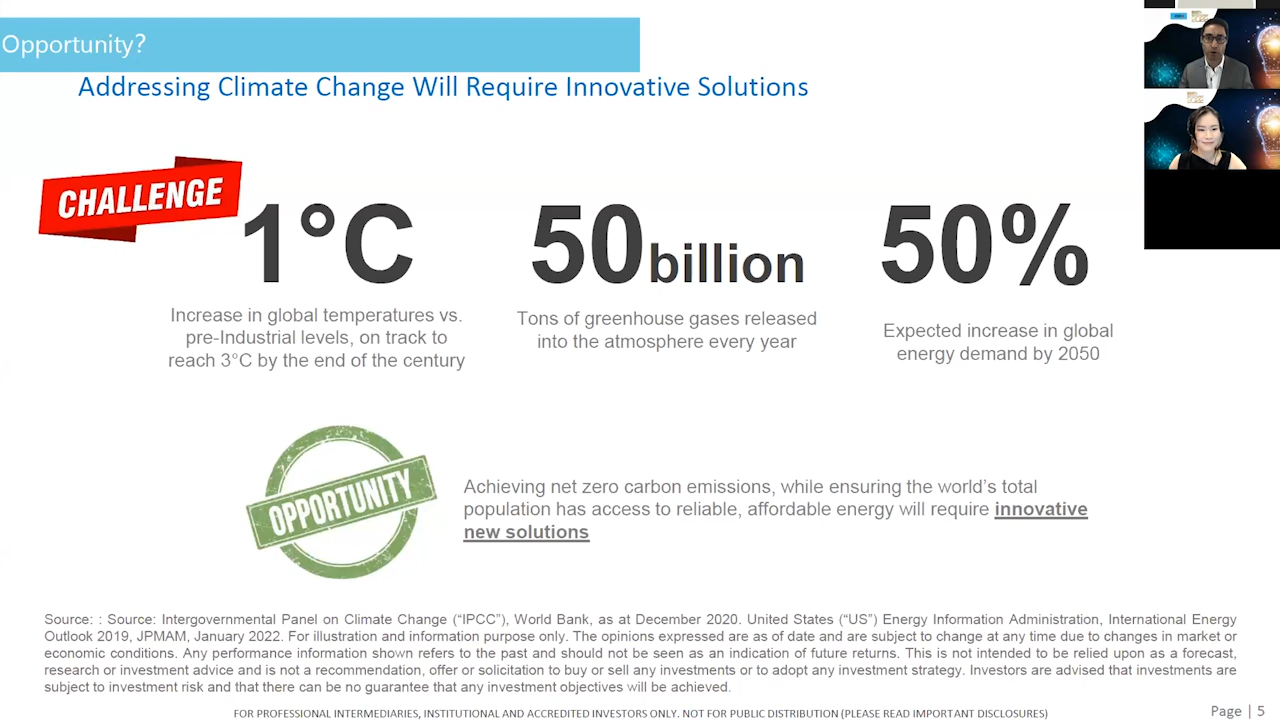 Opportunity?
Addressing Climate Change Will Require Innovative Solutions
CHALLENGE
1°C
Increase in global temperatures vs.
pre-Industrial levels, on track to
reach 3°C by the end of the century
50 billion
Tons of greenhouse gases released
into the atmosphere every year
50%
Expected increase in global
energy demand by 2050
OPPORTUNITY
Achieving net zero carbon emissions, while ensuring the world's total
population has access to reliable, affordable energy will require innovative
new solutions
Source: : Source: Intergovernmental Panel on Climate Change (“IPCC”), World Bank, as at December 2020. United States (“US”) Energy Information Administration, International Energy
Outlook 2019, JPMAM, January 2022. For illustration and information purpose only. The opinions expressed are as of date and are subject to change at any time due to changes in market or
economic conditions. Any performance information shown refers to the past and should not be seen as an indication of future returns. This is not intended to be relied upon as a forecast,
research or investment advice and is not a recommendation, offer or solicitation to buy or sell any investments or to adopt any investment strategy. Investors are advised that investments are
subject to investment risk and that there can be no guarantee that any investment objectives will be achieved.
FOR PROFESSIONAL INTERMEDIARIES, INSTITUTIONAL AND ACCREDITED INVESTORS ONLY. NOT FOR PUBLIC DISTRIBUTION (PLEASE READ IMPORTANT DISCLOSURES)
Page | 5